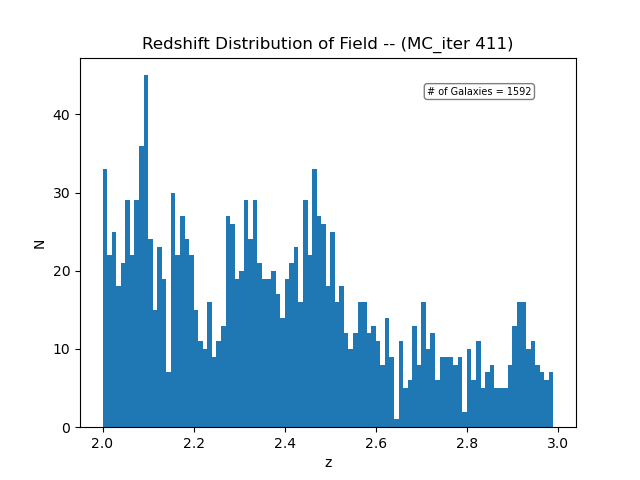 Redshift Distribution of Field -- (MC_iter 411)
# of Galaxies = 1592
40
30
20
10
0
N
2.0 2.2 2.4 2.6 2.8 3.0
z